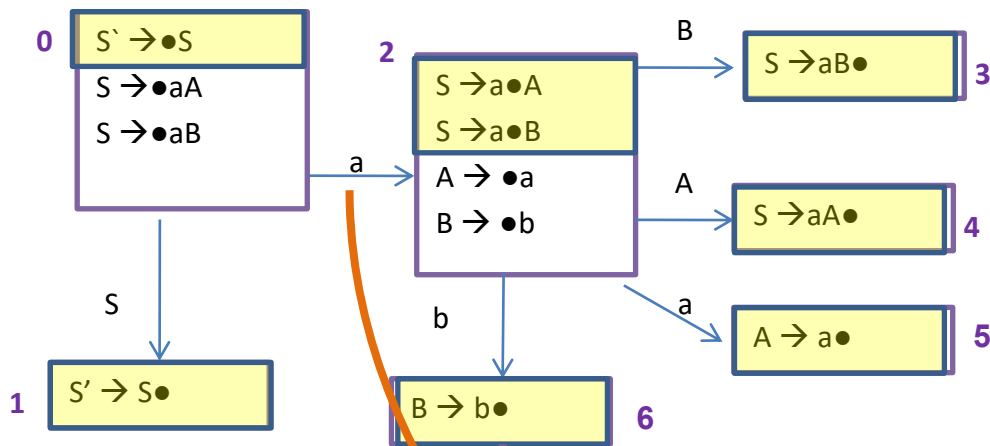 0
S` → ●S
S → ●aA
S → ●aB
a
S
1
S’ → S●
2
S → a●A
S → a●B
A → ●a
B → ●b
B
S → aB●
3
A
S → aA●
4
a
A → a●
5
b
B → b●
6